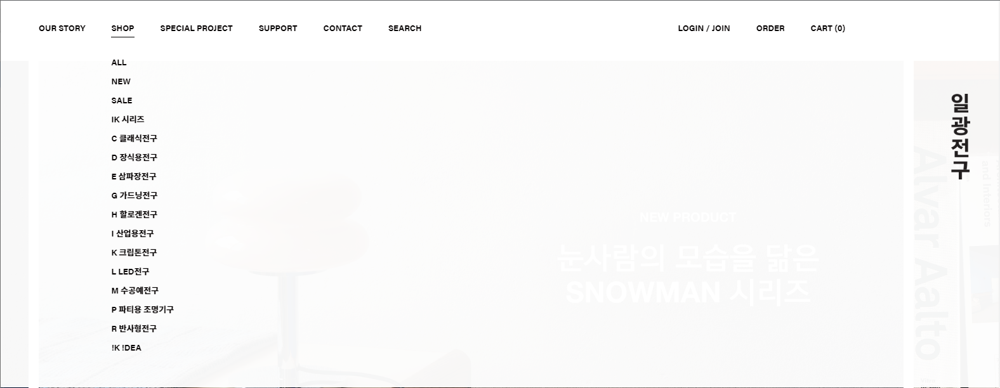 OUR STORY
SHOP
SPECIAL PROJECT
SUPPORT
CONTACT
SEARCH
LOGIN / JOIN
ORDER
CART (0)
ALL
NEW
SALE
IK 시리즈
C 클래식전구
D 장식용전구
E 삼파장전구
G 가드닝전구
H 할로겐전구
I 산업용전구
K 크립톤전구
L LED전구
M 수공예전구
P 파티용 조명기구
R 반사형전구
!K !DEA
NEW PRODUCT
눈사람의 모습을 닮은
SNOWMAN 시리즈
일광전구
Alvar Aalto
and Interiors